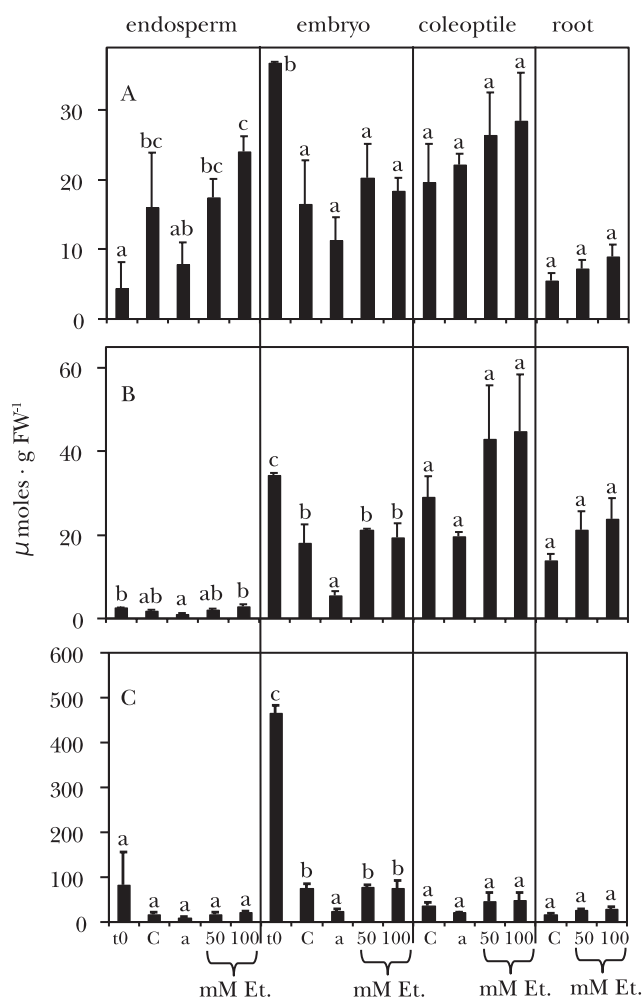 endosperm embryo coleoptile root
A
30
20
10
0
a bc ab bc c b a a a a a a a a a a a
B
60
40
20
0
b ab a ab b c b a b b a a a a a a a
μ moles · g FW-1
C
600
500
400
300
200
100
0
a a a a a c b a b b a a a a a a a
t0 C a 50 100 t0 C a 50 100 C a 50 100 C 50 100
mM Et. mM Et. mM Et. mM Et.